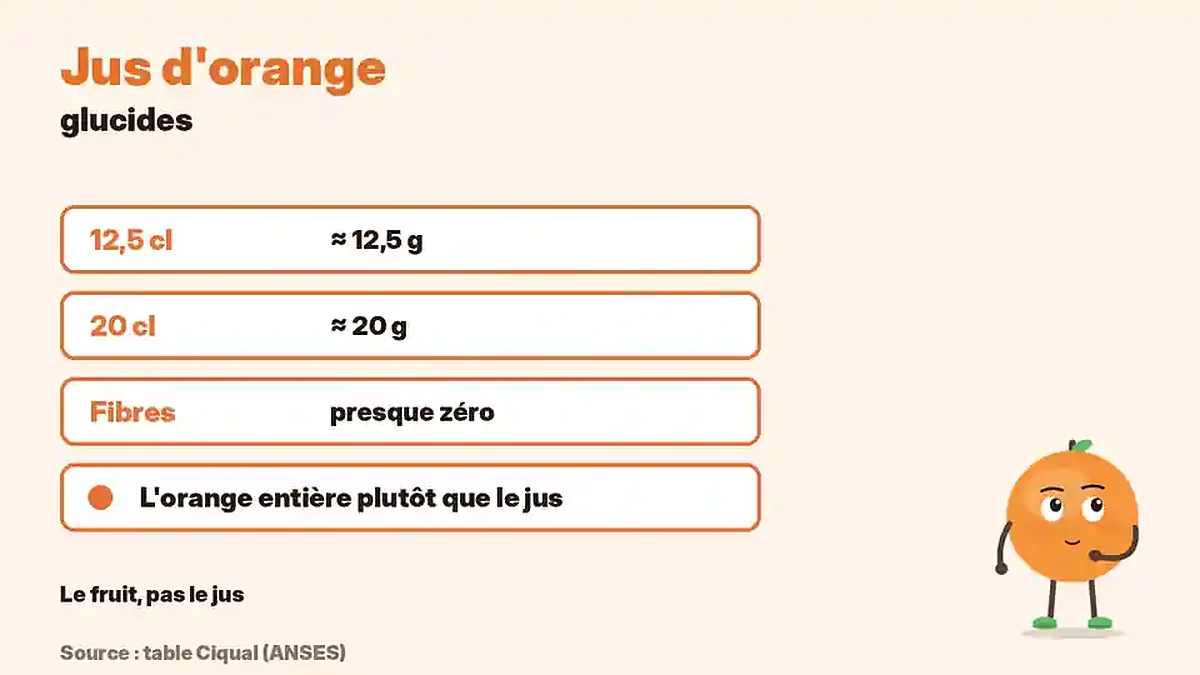 Jus d'orange
glucides
12,5 cl ≈ 12,5 g
20 cl ≈ 20 g
Fibres presque zéro
L'orange entière plutôt que le jus
Le fruit, pas le jus
Source : table Ciqual (ANSES)